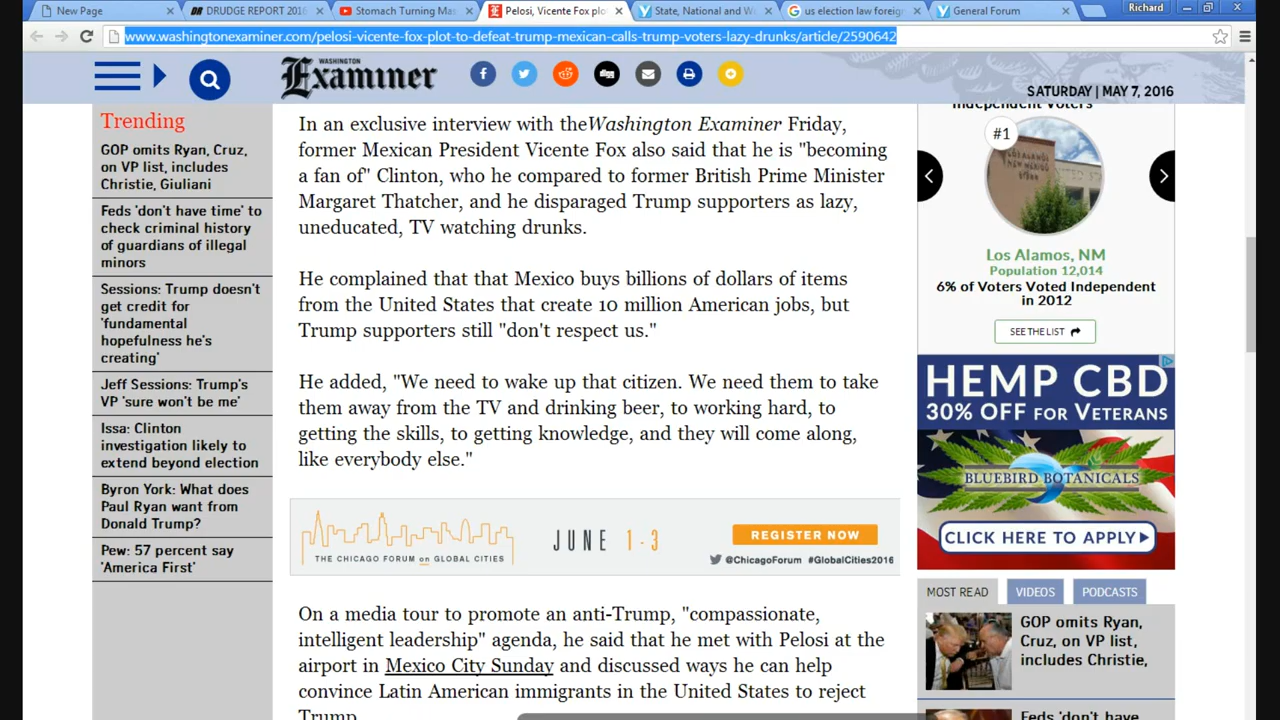 New Page
DRUDGE REPORT 2016
Stomach Turning Mas
Pelosi, Vicente Fox plo
State, National and W
us election law foreig
General Forum
Richard
www.washingtonexaminer.com/pelosi-vicente-fox-plot-to-defeat-trump-mexican-calls-trump-voters-lazy-drunks/article/2590642
WASHINGTON
Examiner
digg
SATURDAY | MAY 7, 2016
Trending
GOP omits Ryan, Cruz,
on VP list, includes
Christie, Giuliani
Feds 'don't have time' to
check criminal history
of guardians of illegal
minors
Sessions: Trump doesn't
get credit for
'fundamental
hopefulness he's
creating'
Jeff Sessions: Trump's
VP 'sure won't be me'
Issa: Clinton
investigation likely to
extend beyond election
Byron York: What does
Paul Ryan want from
Donald Trump?
Pew: 57 percent say
'America First'
In an exclusive interview with theWashington Examiner Friday,
former Mexican President Vicente Fox also said that he is "becoming
a fan of" Clinton, who he compared to former British Prime Minister
Margaret Thatcher, and he disparaged Trump supporters as lazy,
uneducated, TV watching drunks.
He complained that that Mexico buys billions of dollars of items
from the United States that create 10 million American jobs, but
Trump supporters still "don't respect us."
He added, "We need to wake up that citizen. We need them to take
them away from the TV and drinking beer, to working hard, to
getting the skills, to getting knowledge, and they will come along,
like everybody else."
THE CHICAGO FORUM on GLOBAL CITIES
JUNE 1-3
REGISTER NOW
@ChicagoForum #GlobalCities2016
On a media tour to promote an anti-Trump, "compassionate,
intelligent leadership" agenda, he said that he met with Pelosi at the
airport in Mexico City Sunday and discussed ways he can help
convince Latin American immigrants in the United States to reject
Trump.
Independent Voters
#1
LOS ALAMOS
NEW MEXICO
Los Alamos, NM
Population 12,014
6% of Voters Voted Independent
in 2012
SEE THE LIST
HEMP CBD
30% OFF FOR VETERANS
BLUEBIRD BOTANICALS
CLICK HERE TO APPLY
MOST READ
VIDEOS
PODCASTS
GOP omits Ryan,
Cruz, on VP list,
includes Christie,
Feds 'don't have